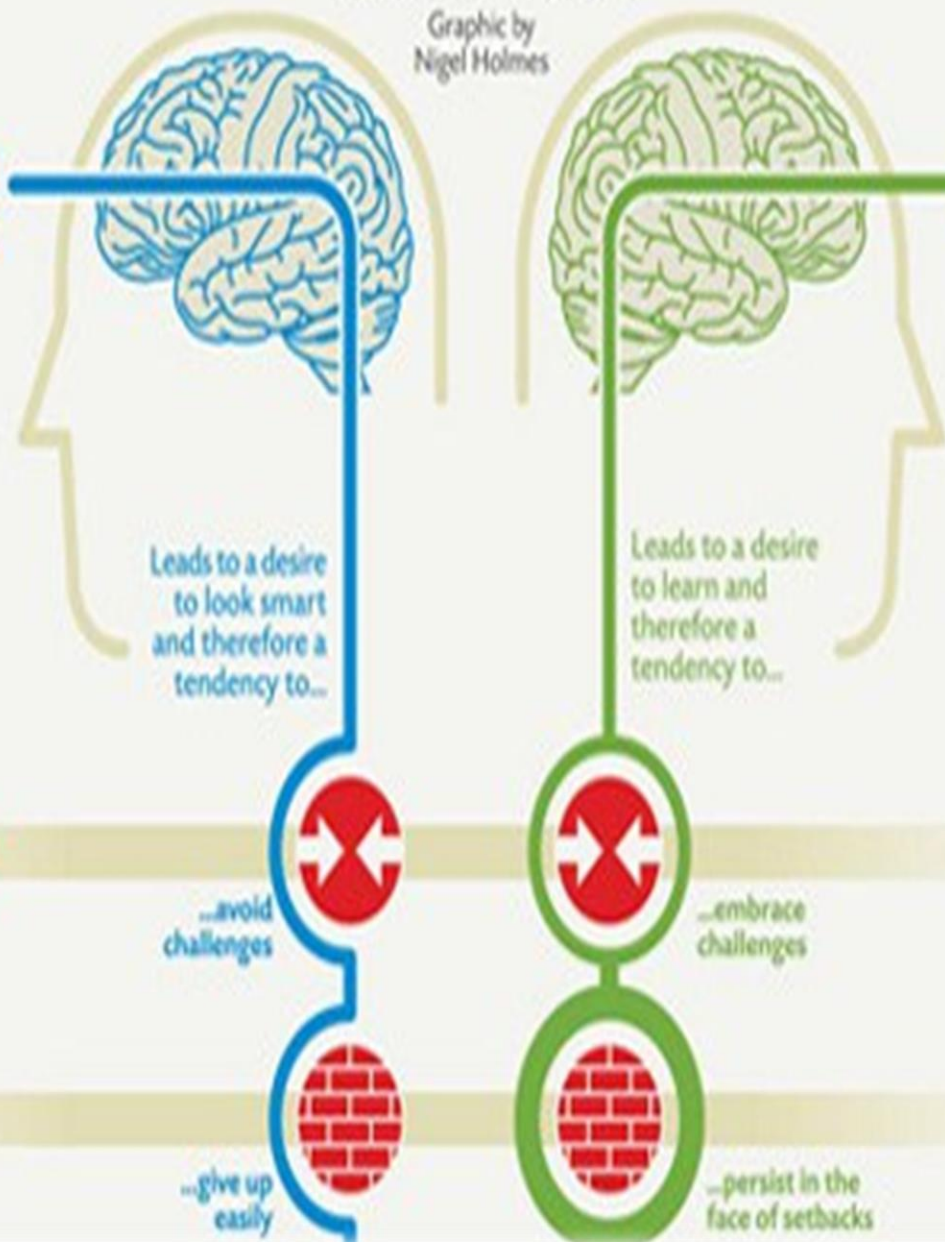 Graphic by
Nigel Holmes
Leads to a desire
to look smart
and therefore a
tendency to...
Leads to a desire
to learn and
therefore a
tendency to...
...avoid
challenges
...embrace
challenges
...give up
easily
...persist in the
face of setbacks